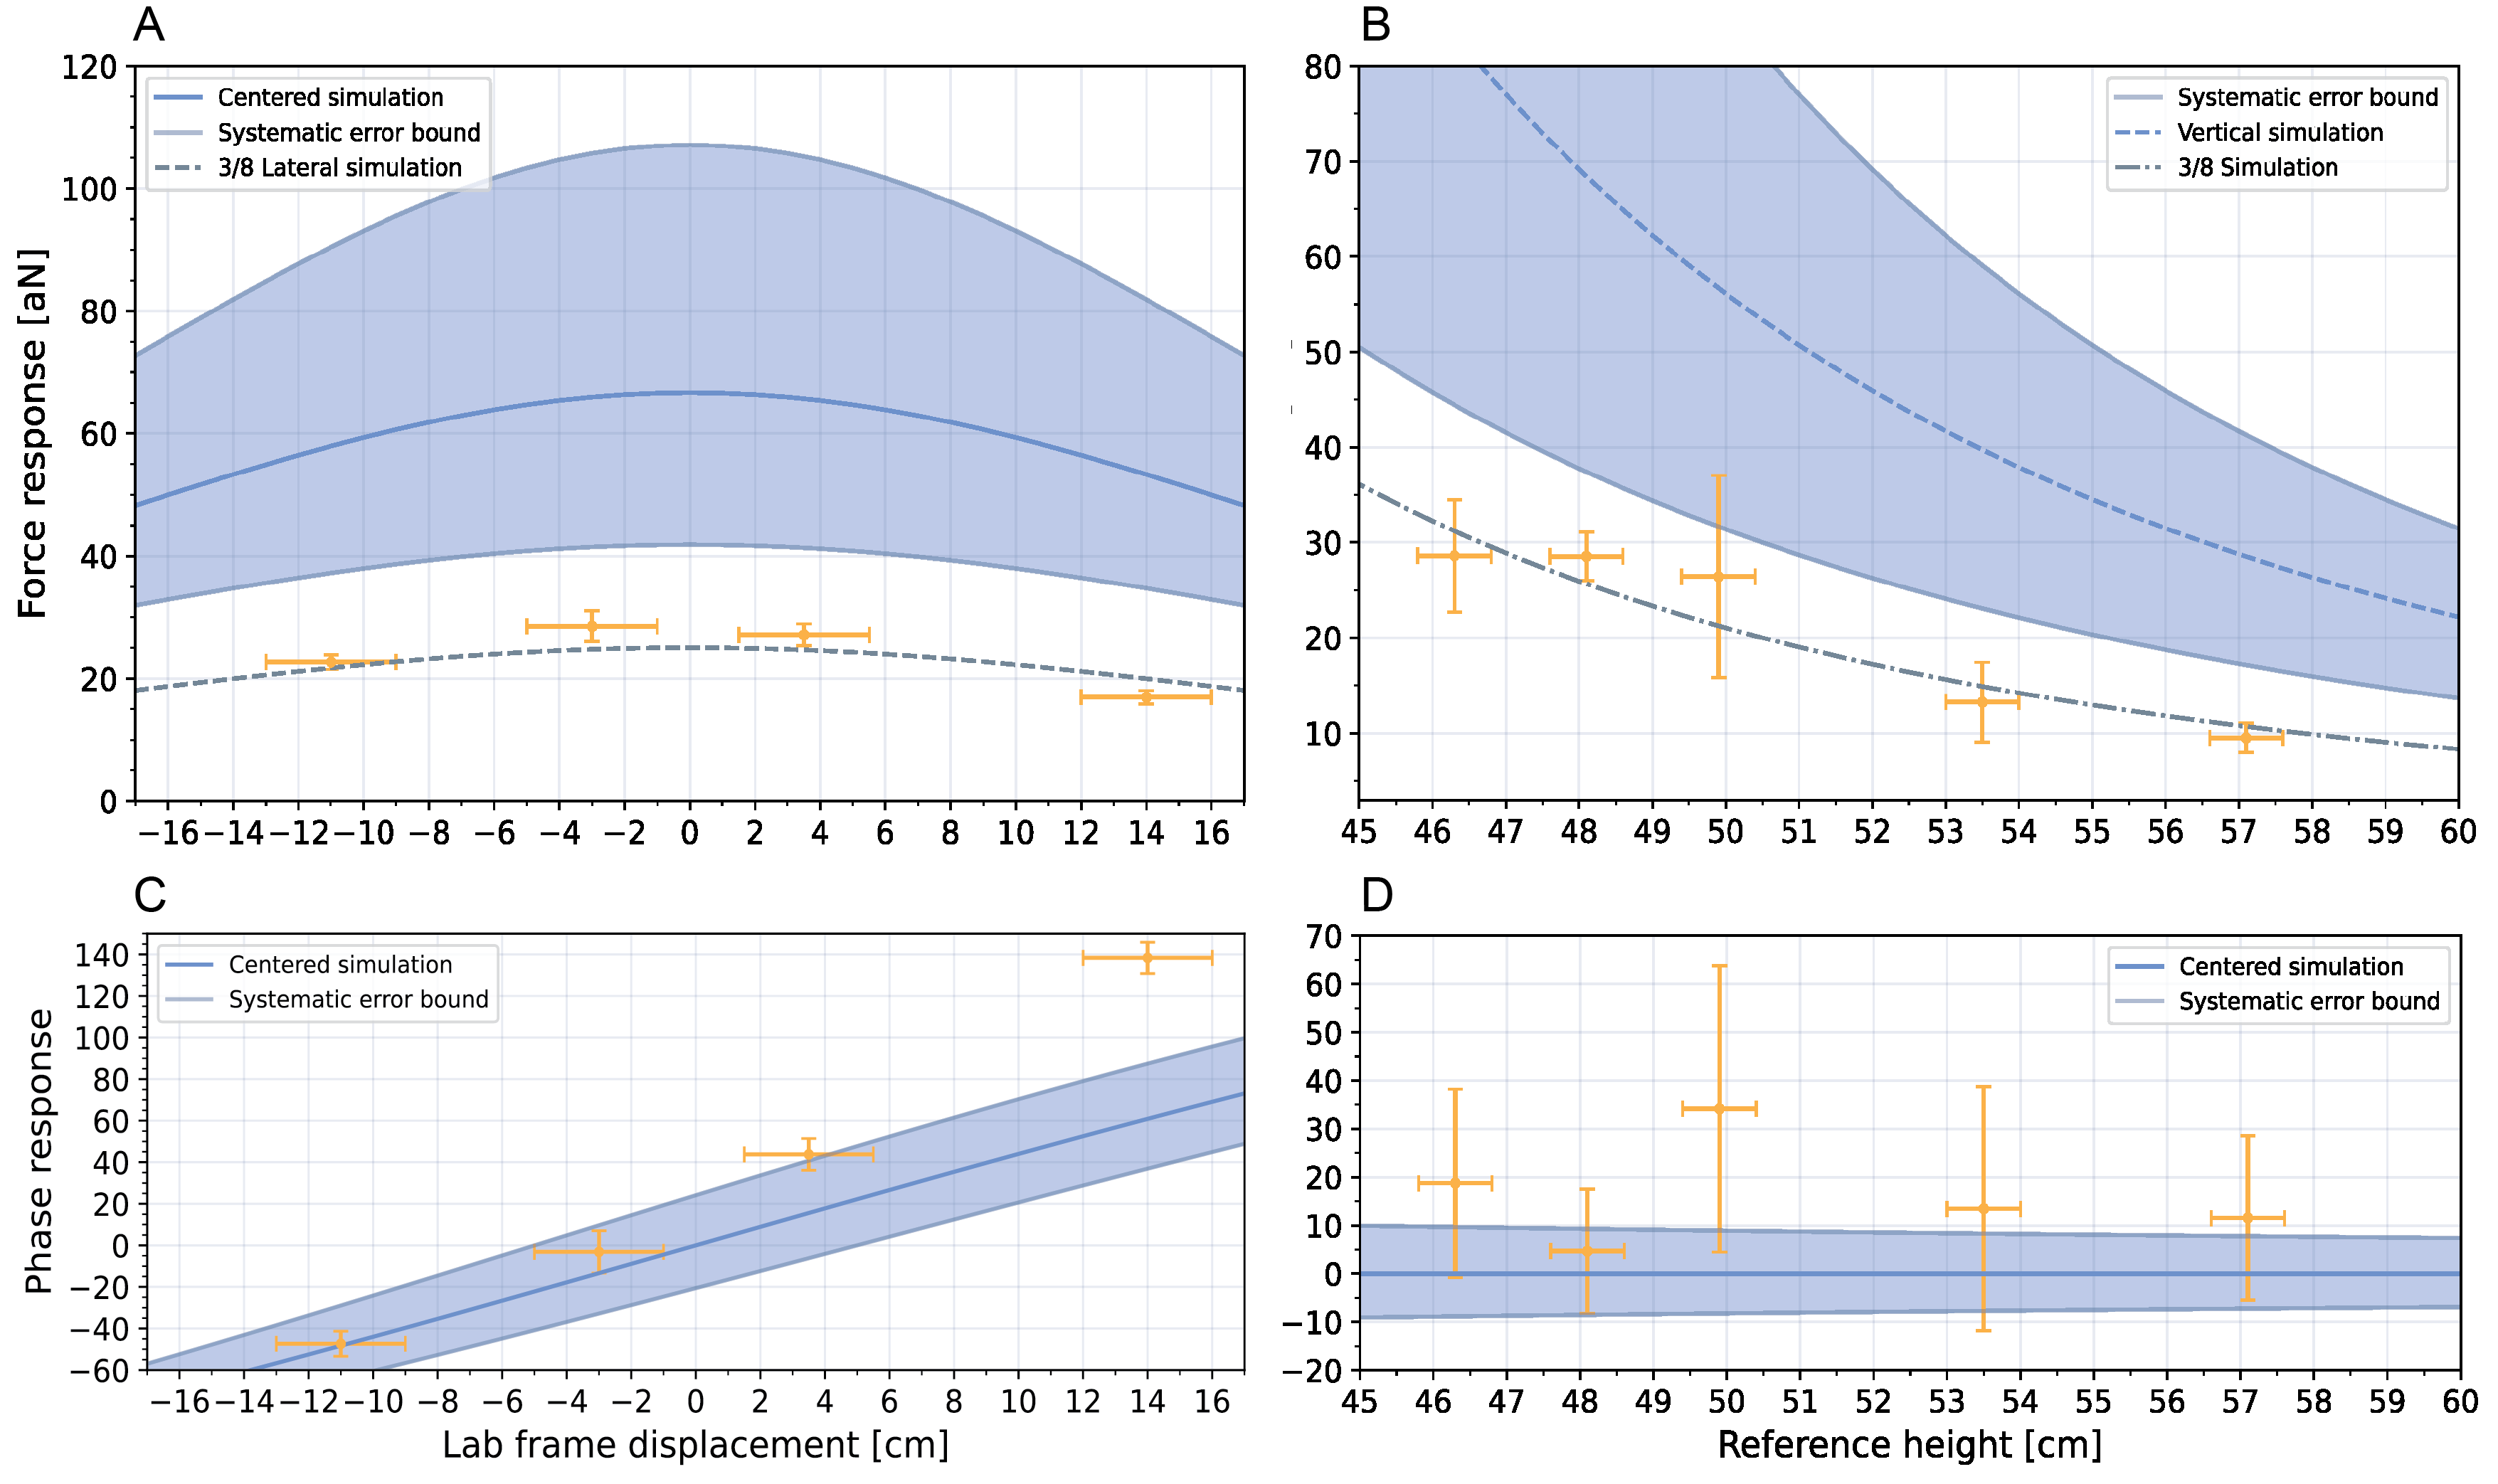 A
120
100
80
60
40
20
0
Force response [aN]
Centered simulation
Systematic error bound
3/8 Lateral simulation
−16 −14 −12 −10 −8 −6 −4 −2 0 2 4 6 8 10 12 14 16
B
80
70
60
50
40
30
20
10
Systematic error bound
Vertical simulation
3/8 Simulation
45 46 47 48 49 50 51 52 53 54 55 56 57 58 59 60
C
140
120
100
80
60
40
20
0
−20
−40
−60
Phase response
Centered simulation
Systematic error bound
−16 −14 −12 −10 −8 −6 −4 −2 0 2 4 6 8 10 12 14 16
Lab frame displacement [cm]
D
70
60
50
40
30
20
10
0
−10
−20
Centered simulation
Systematic error bound
45 46 47 48 49 50 51 52 53 54 55 56 57 58 59 60
Reference height [cm]